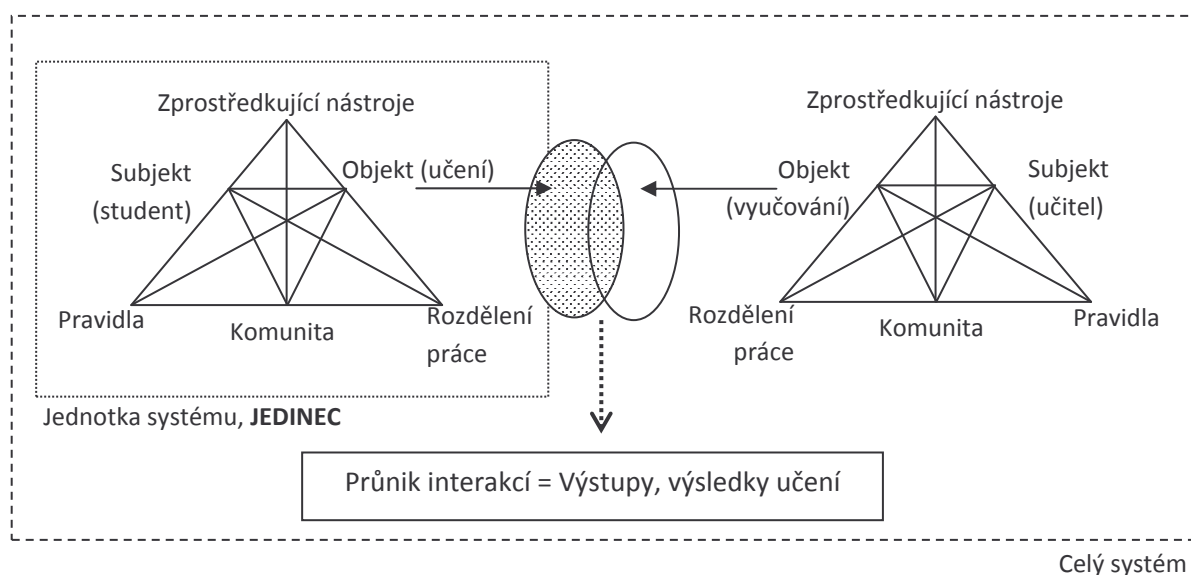 Zprostředkující nástroje
Subjekt
(student)
Objekt (učení)
Pravidla
Komunita
Rozdělení
práce
Jednotka systému, JEDINEC
Zprostředkující nástroje
Objekt
(vyučování)
Subjekt
(učitel)
Rozdělení
práce
Komunita
Pravidla
Průnik interakcí = Výstupy, výsledky učení
Celý systém